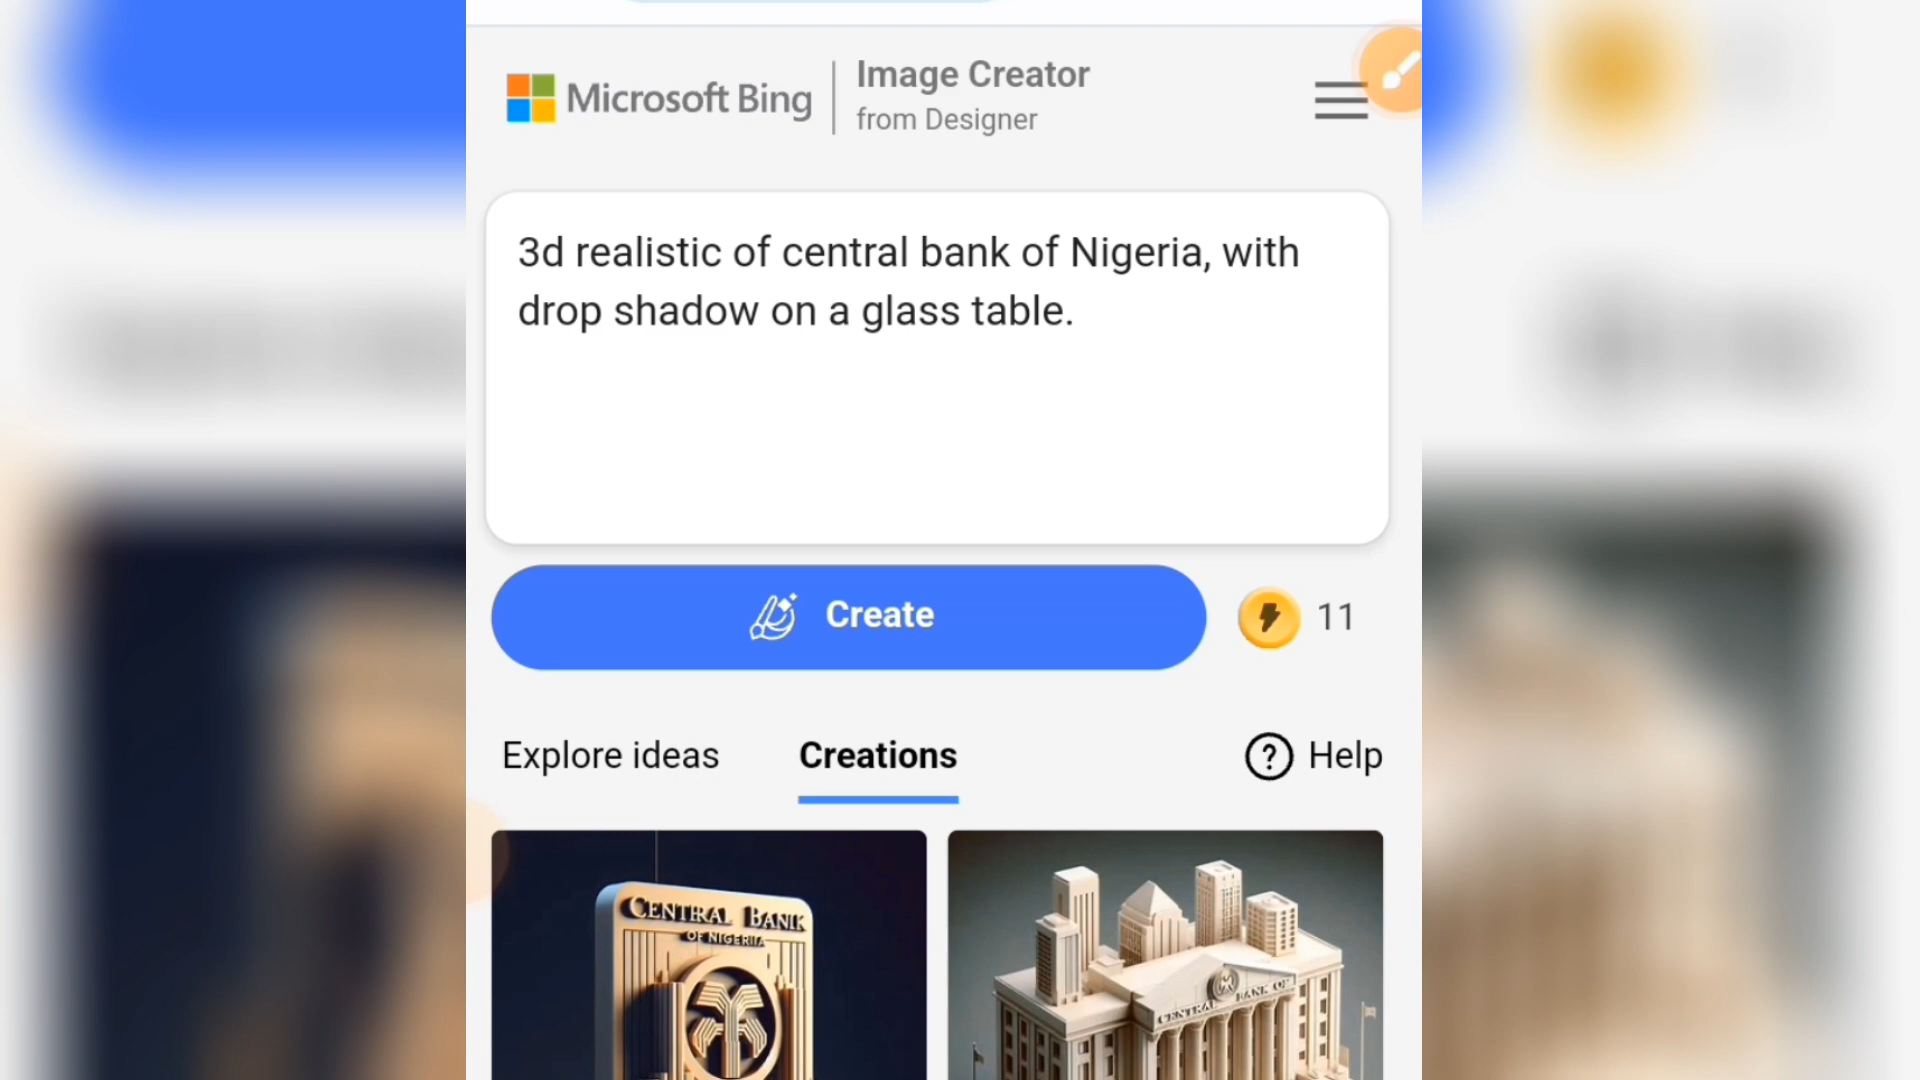 Microsoft Bing
Image Creator
from Designer
3d realistic of central bank of Nigeria, with
drop shadow on a glass table.
Create
11
Explore ideas
Creations
Help
CENTRAL BANK
OF NIGERIIA
CENTRAL BANK OF